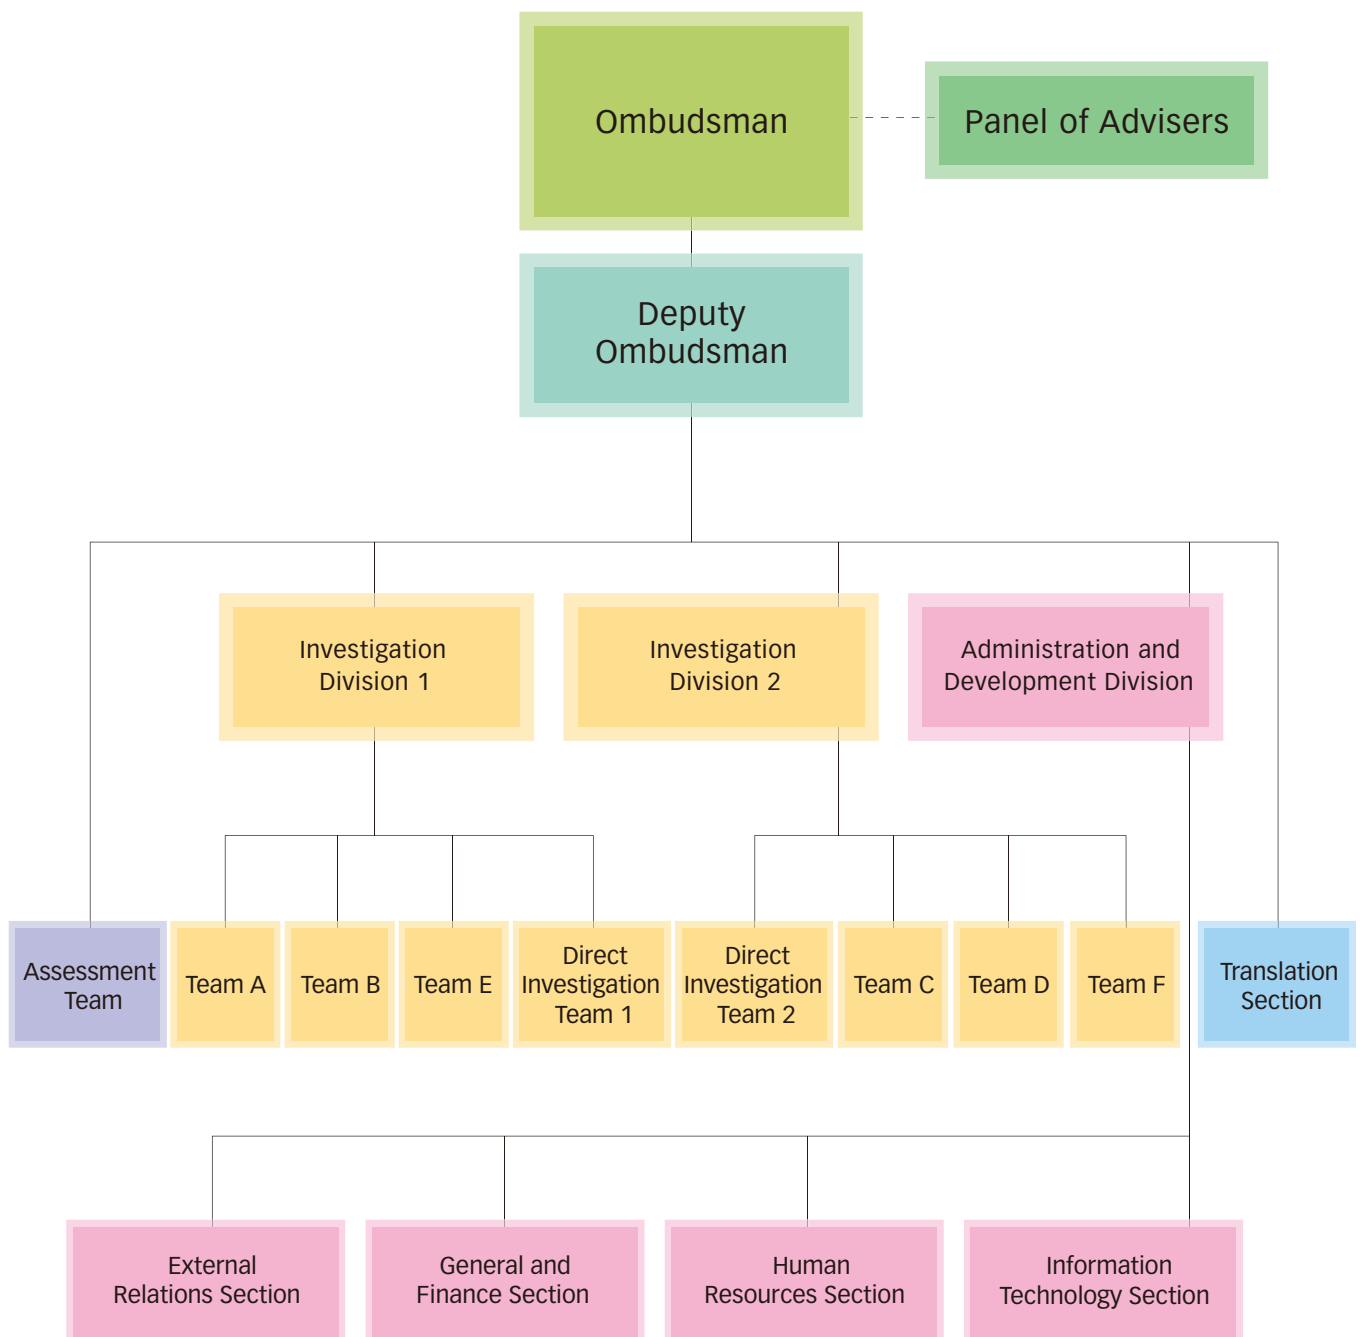 Ombudsman
Panel of Advisers
Deputy
Ombudsman
Investigation
Division 1
Investigation
Division 2
Administration and
Development Division
Assessment
Team
Team A
Team B
Team E
Direct
Investigation
Team 1
Direct
Investigation
Team 2
Team C
Team D
Team F
Translation
Section
External
Relations Section
General and
Finance Section
Human
Resources Section
Information
Technology Section